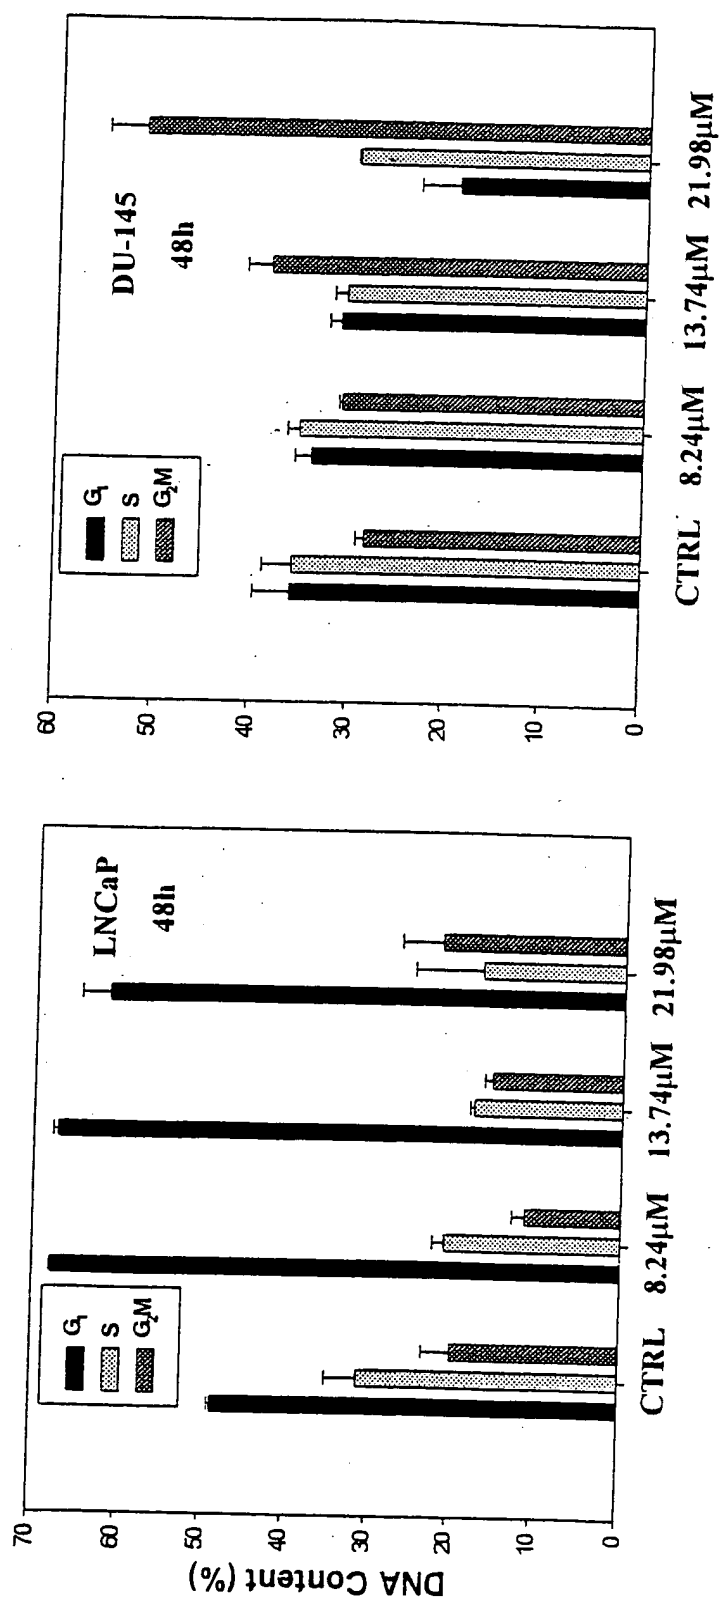 DNA Content (%)
70
60
50
40
30
20
10
0
G₁
S
G₂M
LNCaP
48h
CTRL 8.24μM 13.74μM 21.98μM
60
50
40
30
20
10
0
G₁
S
G₂M
DU-145
48h
CTRL 8.24μM 13.74μM 21.98μM